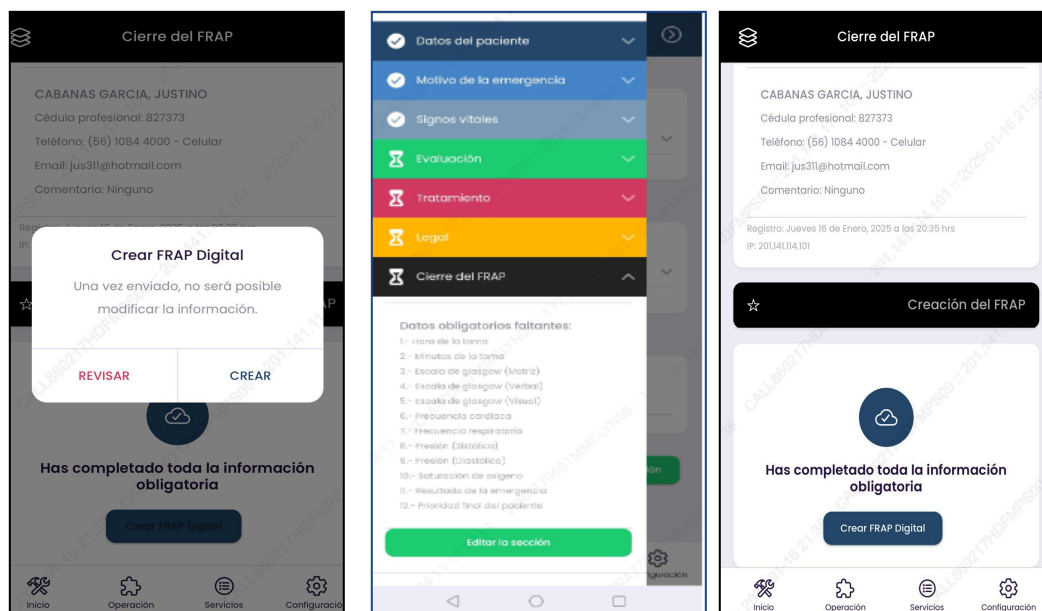 Cierre del FRAP
CABANAS GARCIA, JUSTINO
Cédula profesional: 827373
Teléfono: (56) 1084 4000 - Celular
Email: jus311@hotmail.com
Comentario: Ninguno
Crear FRAP Digital
Una vez enviado, no será posible
modificar la información.
REVISAR
CREAR
Has completado toda la información
obligatoria
Crear FRAP Digital
Inicio
Operación
Servicios
Configuració
Datos del paciente
Motivo de la emergencia
Signos vitales
Evaluación
Tratamiento
Legal
Cierre del FRAP
Datos obligatorios faltantes:
1.- Hora de la toma
2.- Minutos de la toma
3.- Escala de glasgow (Motriz)
4.- Escala de glasgow (Verbal)
5.- Escala de glasgow (Visual)
6.- Frecuencia cardiaca
7.- Frecuencia respiratoria
8.- Presión (Sistólica)
9.- Presión (Diastólica)
10.- Saturación de oxigeno
11.- Resultado de la emergencia
12.- Prioridad final del paciente
Editar la sección
Cierre del FRAP
CABANAS GARCIA, JUSTINO
Cédula profesional: 827373
Teléfono: (56) 1084 4000 - Celular
Email: jus311@hotmail.com
Comentario: Ninguno
Registro: Jueves 16 de Enero, 2025 a las 20:35 hrs
IP: 201.141.114.101
Creación del FRAP
Has completado toda la información
obligatoria
Crear FRAP Digital
Inicio
Operación
Servicios
Configuración